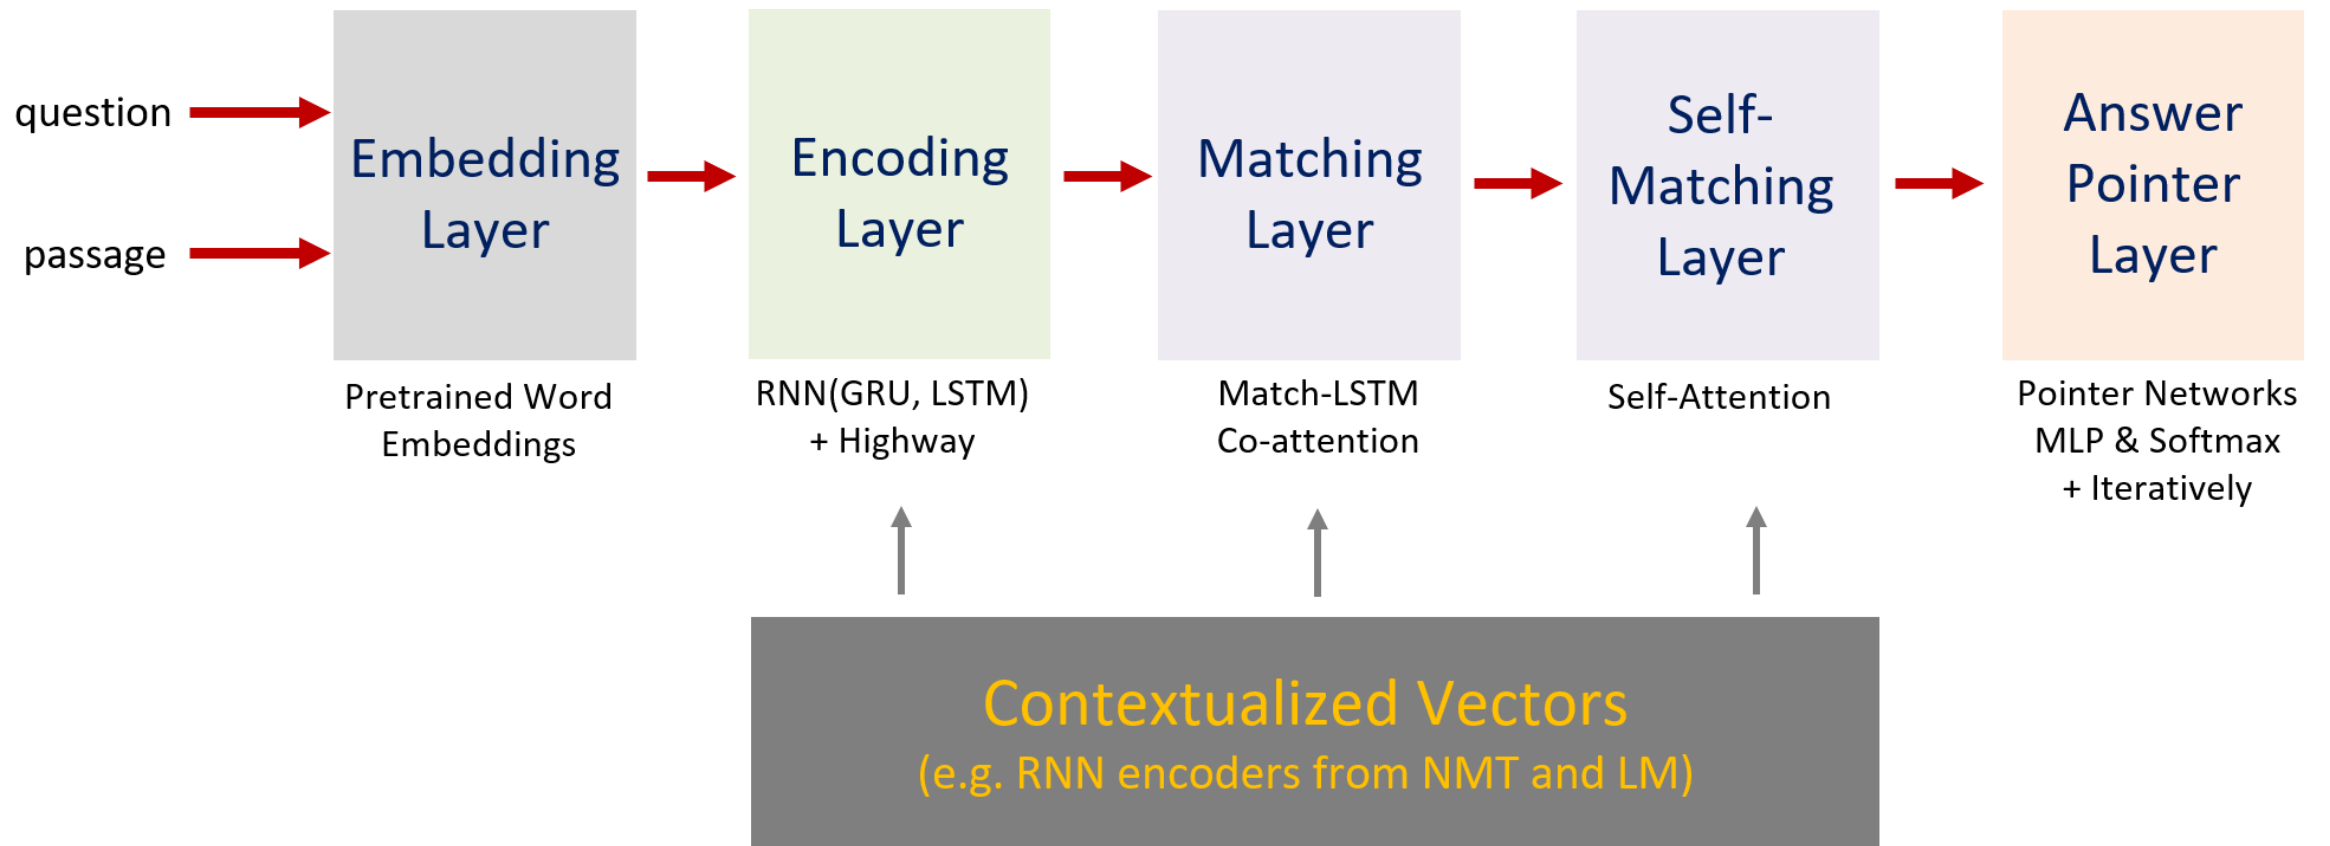 question
passage
Embedding
Layer
Pretrained Word
Embeddings
Encoding
Layer
RNN(GRU, LSTM)
+ Highway
Matching
Layer
Match-LSTM
Co-attention
Self-
Matching
Layer
Self-Attention
Answer
Pointer
Layer
Pointer Networks
MLP & Softmax
+ Iteratively
Contextualized Vectors
(e.g. RNN encoders from NMT and LM)